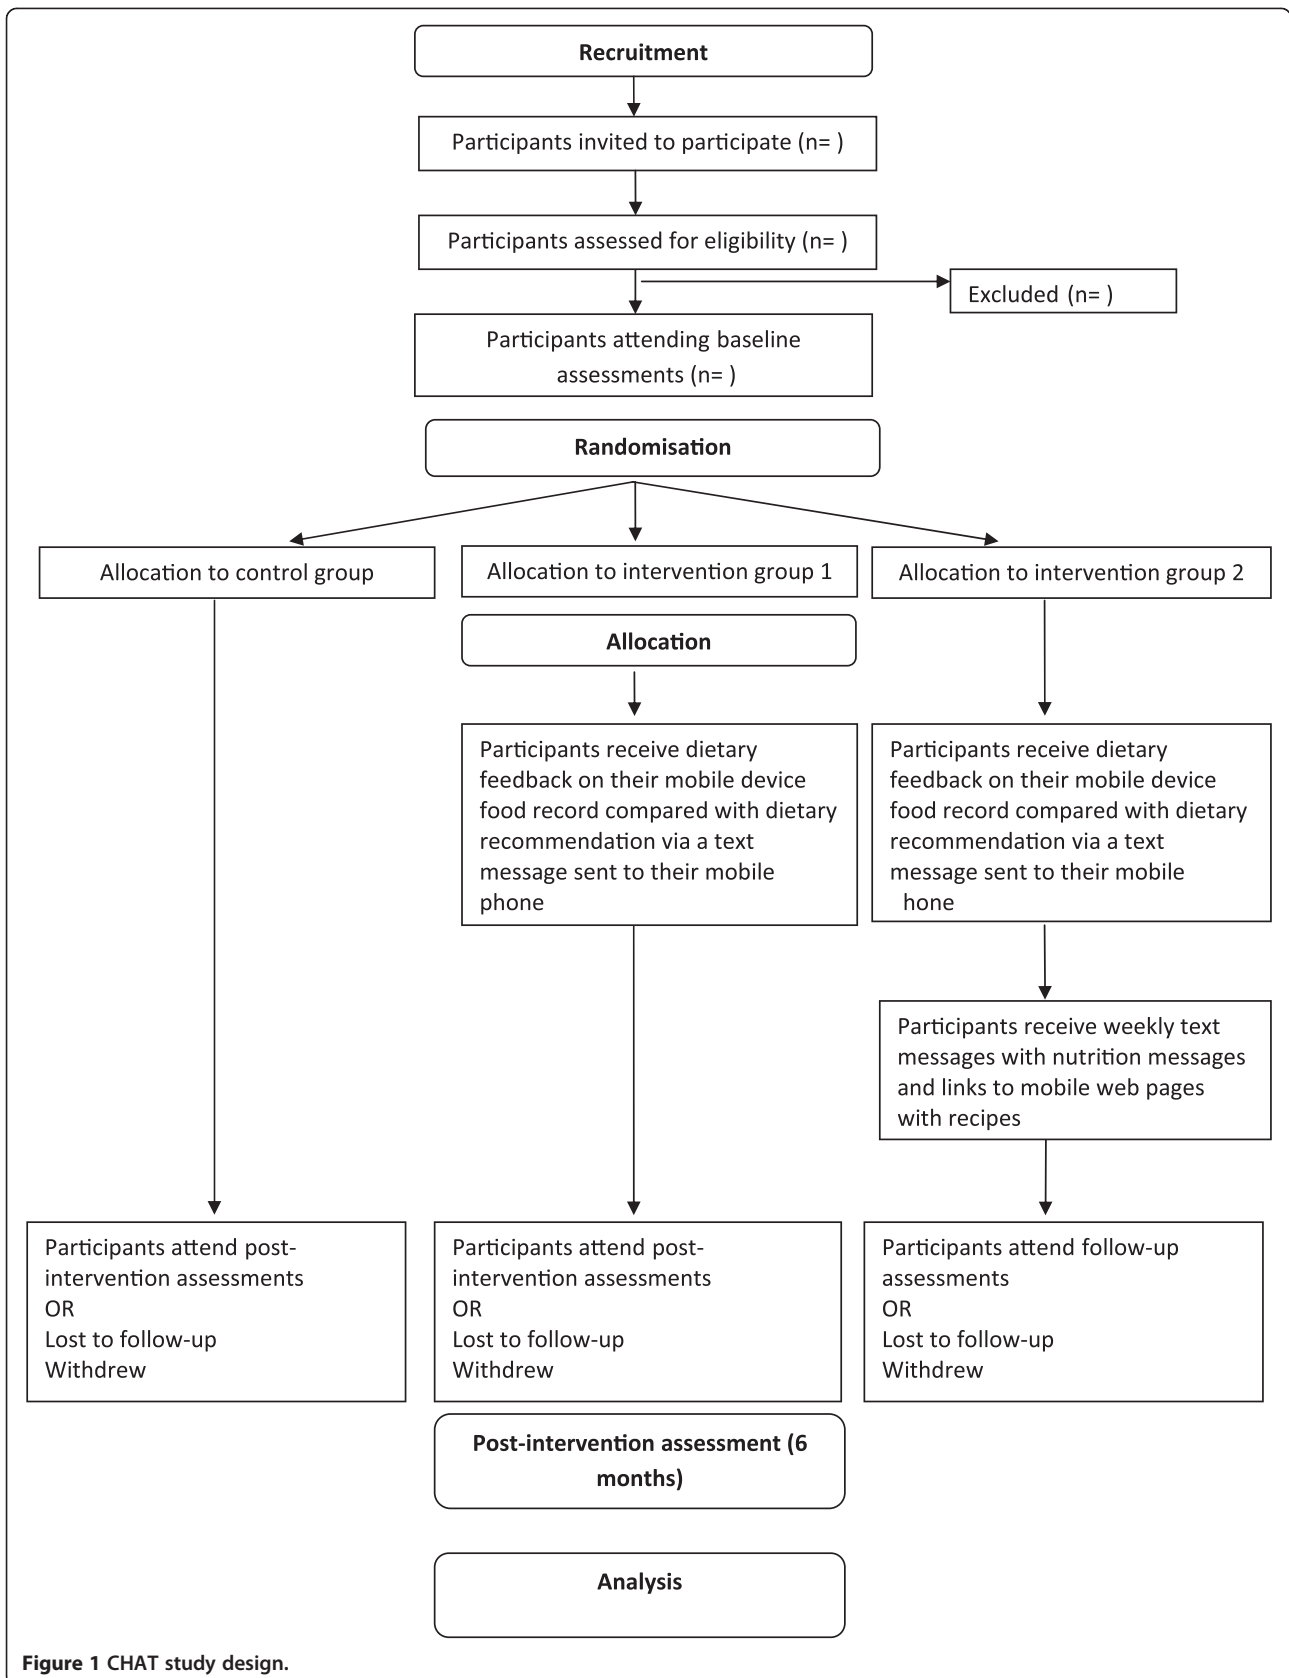 Recruitment
Participants invited to participate (n= )
Participants assessed for eligibility (n= )
Excluded (n= )
Participants attending baseline
assessments (n= )
Randomisation
Allocation to control group
Allocation to intervention group 1
Allocation to intervention group 2
Allocation
Participants receive dietary
feedback on their mobile device
food record compared with dietary
recommendation via a text
message sent to their mobile
phone
Participants receive dietary
feedback on their mobile device
food record compared with dietary
recommendation via a text
message sent to their mobile
hone
Participants receive weekly text
messages with nutrition messages
and links to mobile web pages
with recipes
Participants attend post-
intervention assessments
OR
Lost to follow-up
Withdrew
Participants attend post-
intervention assessments
OR
Lost to follow-up
Withdrew
Participants attend follow-up
assessments
OR
Lost to follow-up
Withdrew
Post-intervention assessment (6
months)
Analysis
Figure 1 CHAT study design.